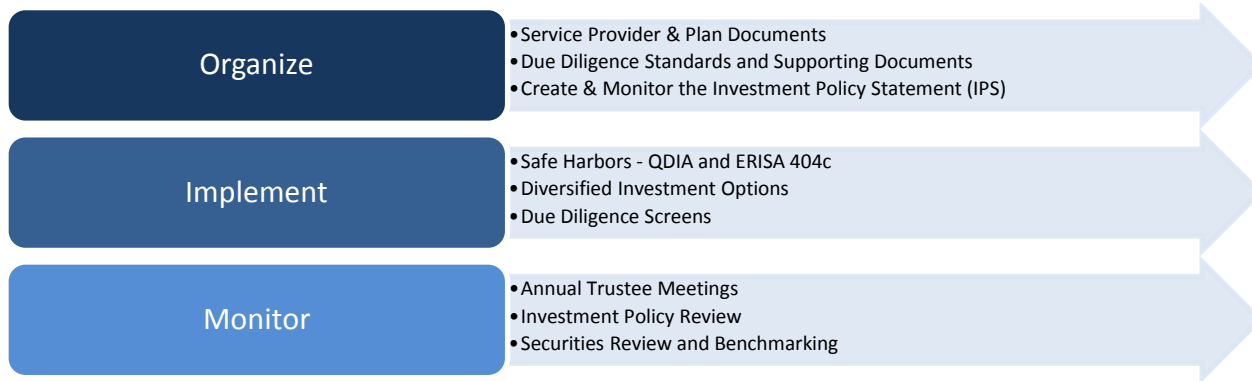 Organize
•Service Provider & Plan Documents
•Due Diligence Standards and Supporting Documents
•Create & Monitor the Investment Policy Statement (IPS)
Implement
•Safe Harbors - QDIA and ERISA 404c
•Diversified Investment Options
•Due Diligence Screens
Monitor
•Annual Trustee Meetings
•Investment Policy Review
•Securities Review and Benchmarking